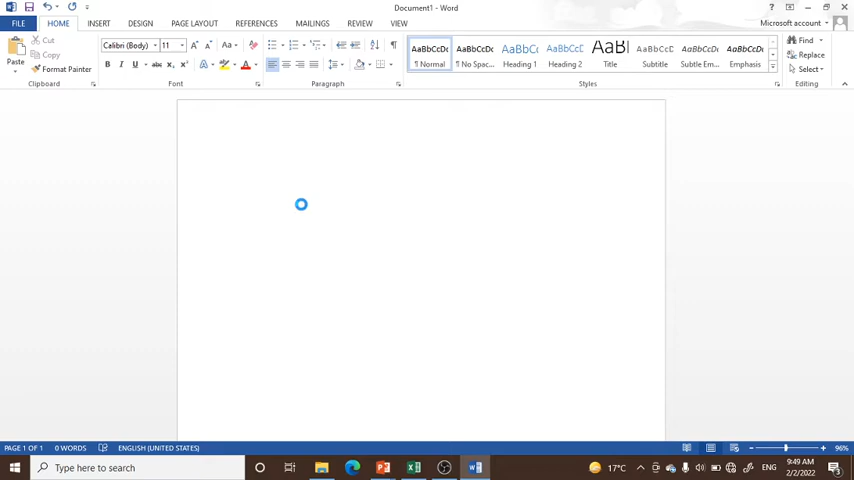 Document1 - Word
FILE HOME INSERT DESIGN PAGE LAYOUT REFERENCES MAILINGS REVIEW VIEW Microsoft account
Paste Cut Copy Format Painter Clipboard
Calibri (Body) 11 Font
Paragraph
AaBbCcDc AaBbCcDc AaBbCc AaBbCc AaBl AaBbCcD AaBbCcDc AaBbCcDc
¶ Normal ¶ No Spac... Heading 1 Heading 2 Title Subtitle Subtle Em... Emphasis
Styles
Find
Replace
Select
Editing
PAGE 1 OF 1 0 WORDS ENGLISH (UNITED STATES) 96%
Type here to search 17°C ENG 9:49 AM
2/2/2022 3